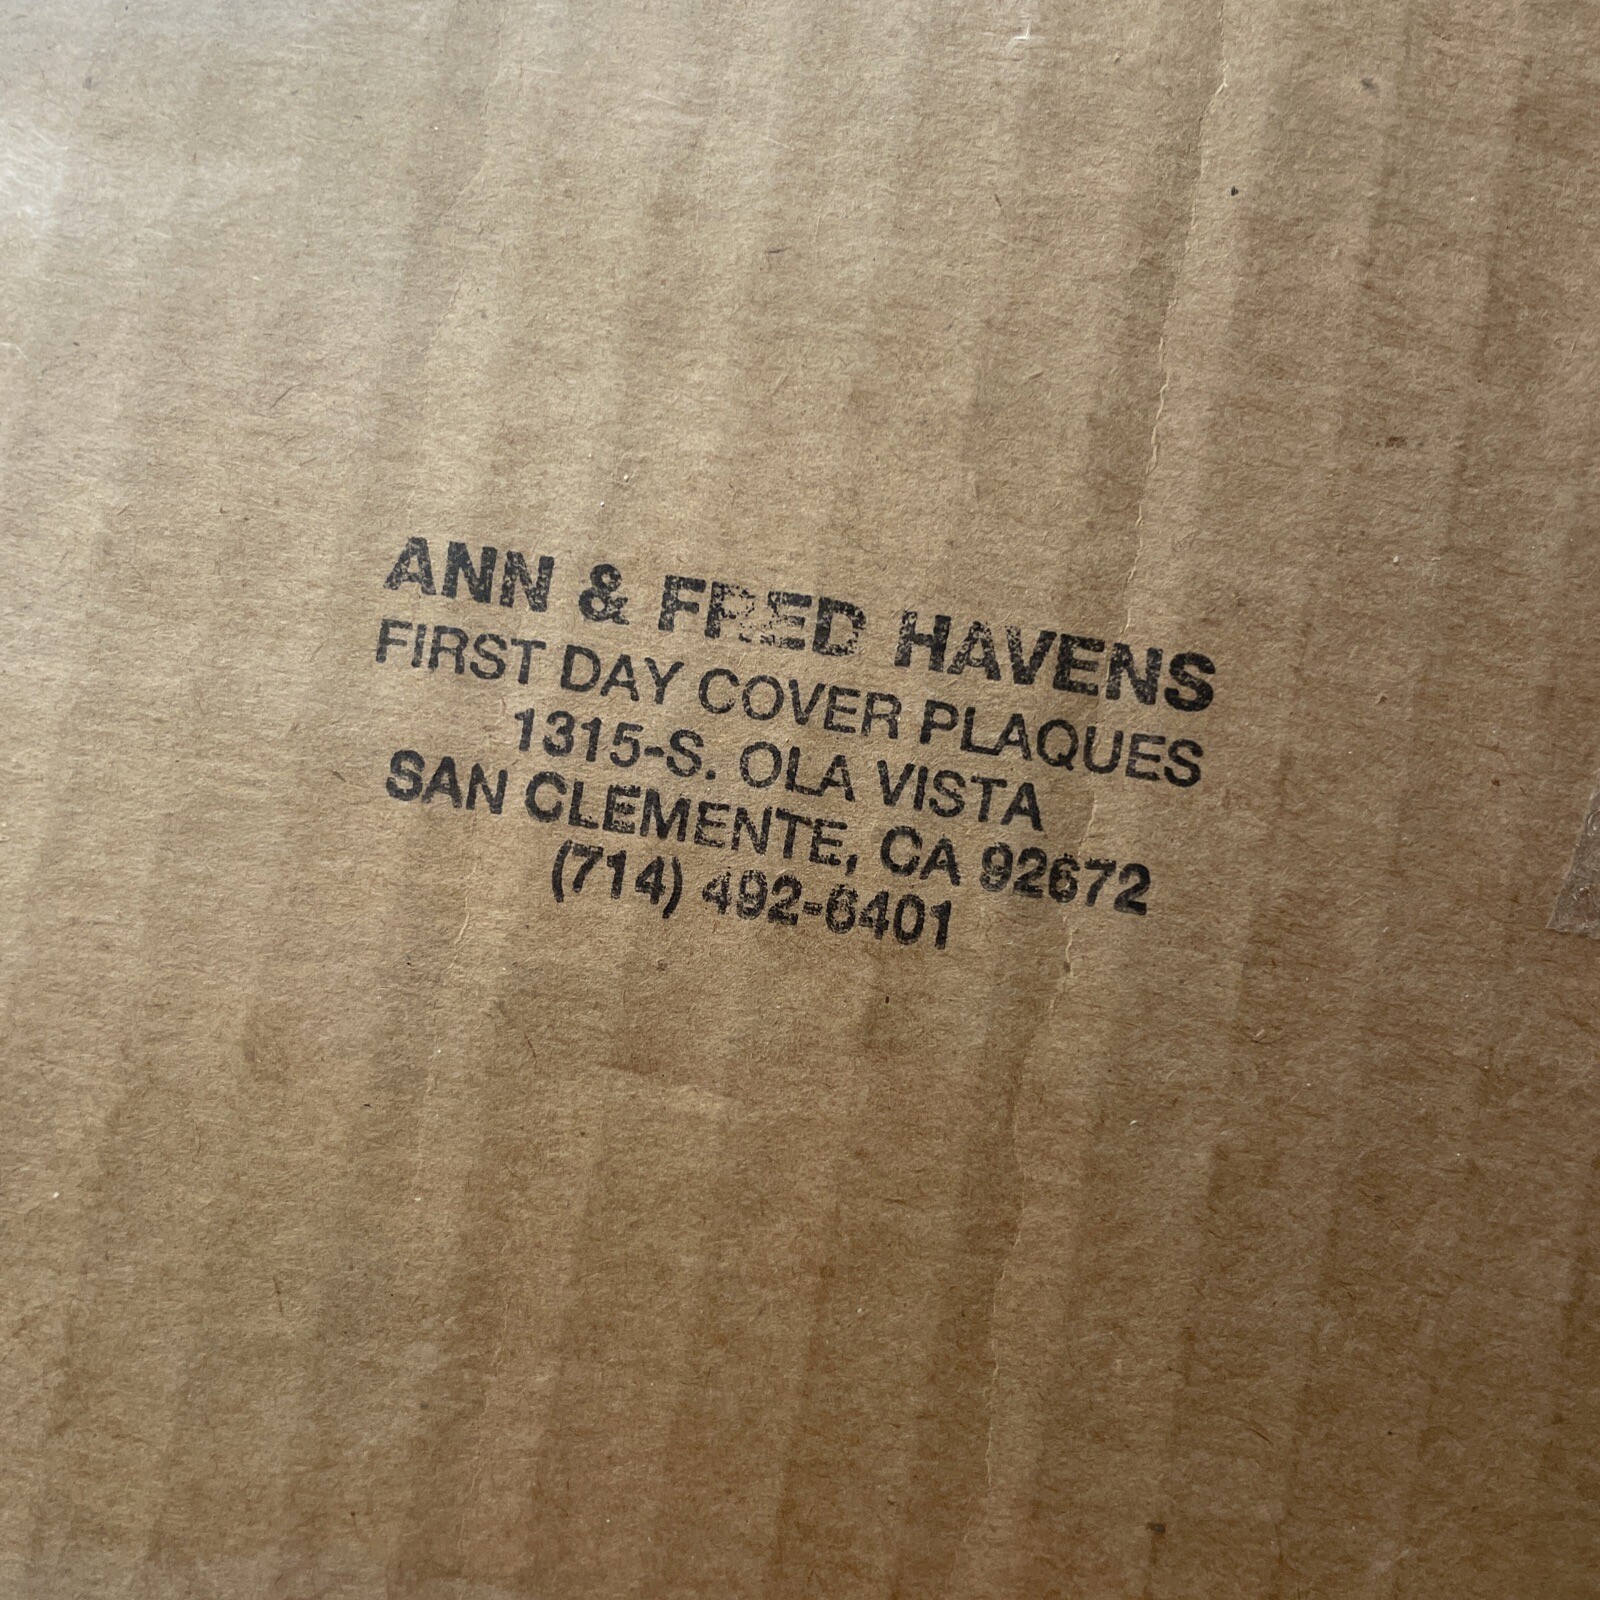 ANN & FRED HAVENS
FIRST DAY COVER PLAQUES
1315-S. OLA VISTA
SAN CLEMENTE, CA 92672
(714) 492-6401